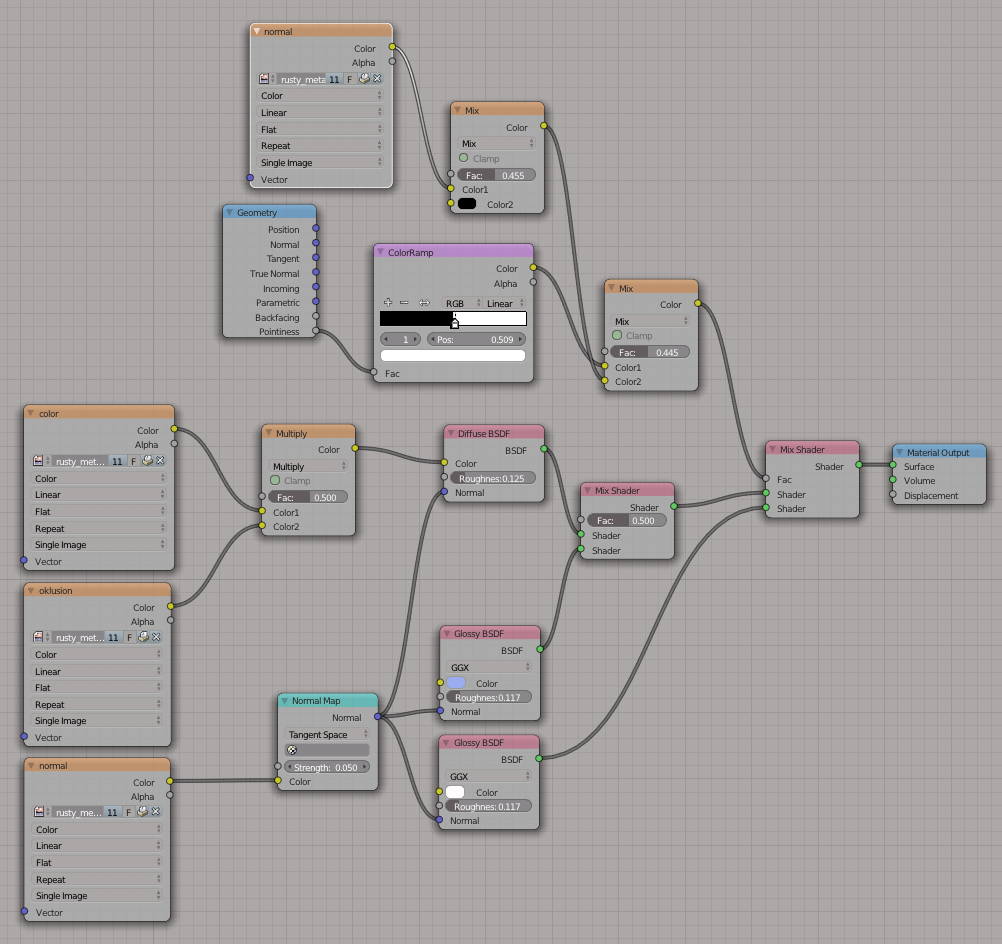 normal
Color
Alpha
rusty_meta 11 F
Color
Linear
Flat
Repeat
Single Image
Vector
Mix
Color
Mix
Clamp
Fac: 0.455
Color1
Color2
Geometry
Position
Normal
Tangent
True Normal
Incoming
Parametric
Backfacing
Pointiness
ColorRamp
Color
Alpha
RGB Linear
1 Pos: 0.509
Fac
Mix
Color
Mix
Clamp
Fac: 0.445
Color1
Color2
color
Color
Alpha
rusty_met... 11 F
Color
Linear
Flat
Repeat
Single Image
Vector
Multiply
Color
Multiply
Clamp
Fac: 0.500
Color1
Color2
Diffuse BSDF
BSDF
Color
Roughnes:0.125
Normal
Mix Shader
Shader
Fac: 0.500
Shader
Shader
Mix Shader
Shader
Fac
Shader
Shader
Material Output
Surface
Volume
Displacement
oklusion
Color
Alpha
rusty_met... 11 F
Color
Linear
Flat
Repeat
Single Image
Vector
Glossy BSDF
BSDF
GGX
Color
Roughnes:0.117
Normal
Normal Map
Normal
Tangent Space
Strength: 0.050
Color
Glossy BSDF
BSDF
GGX
Color
Roughnes:0.117
Normal
normal
Color
Alpha
rusty_me... 11 F
Color
Linear
Flat
Repeat
Single Image
Vector